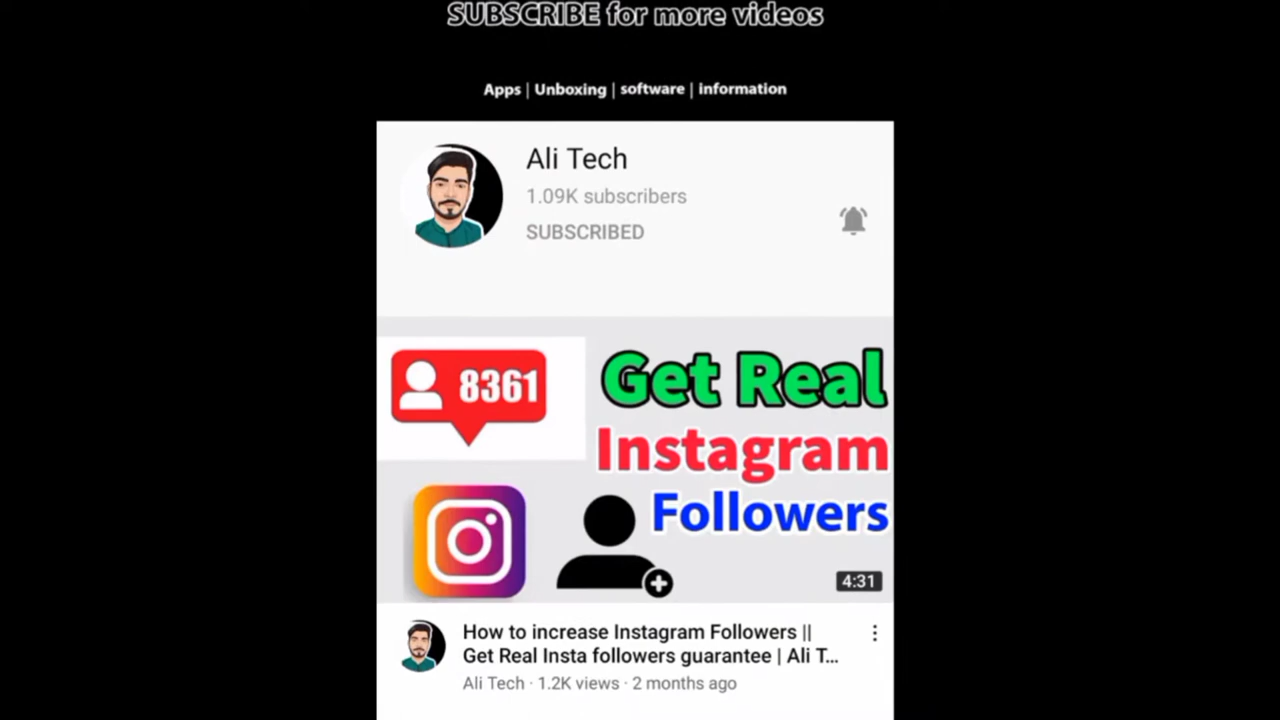 SUBSCRIBE for more videos
Apps | Unboxing | software | information
Ali Tech
1.09K subscribers
SUBSCRIBED
8361
Get Real
Instagram
Followers
4:31
How to increase Instagram Followers ||
Get Real Insta followers guarantee | Ali T...
Ali Tech · 1.2K views · 2 months ago